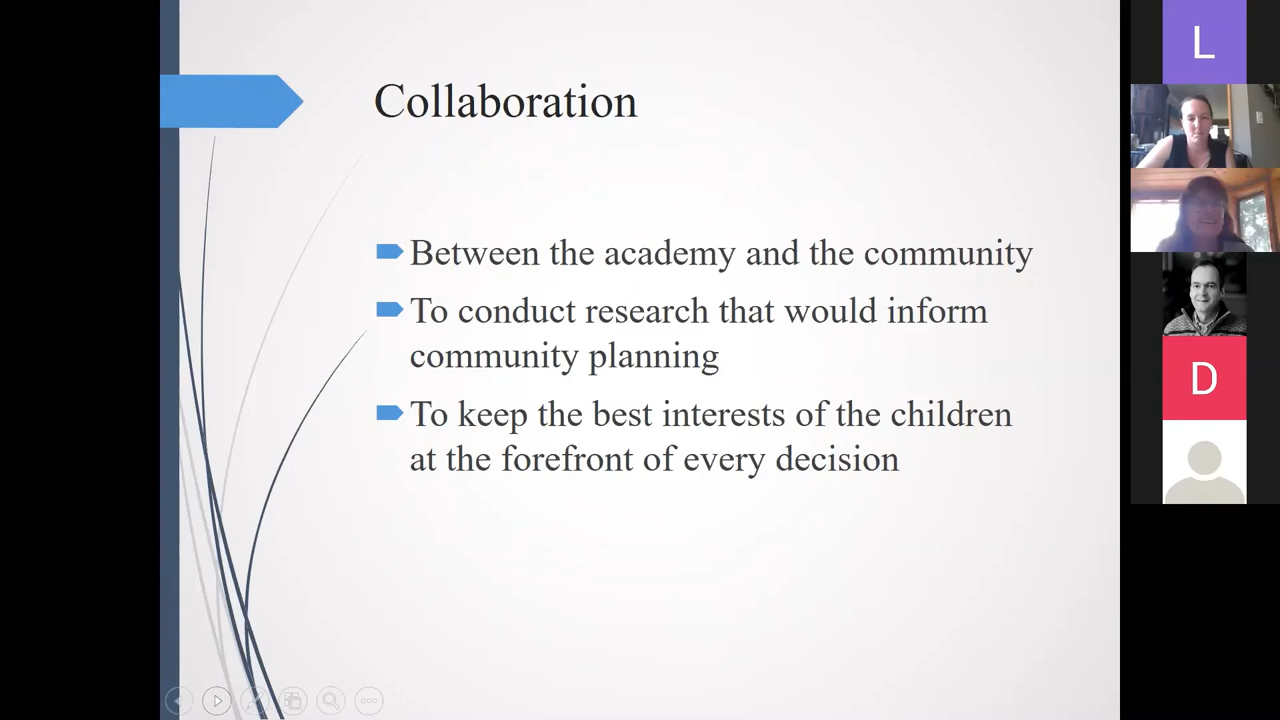 Collaboration
Between the academy and the community
To conduct research that would inform
community planning
To keep the best interests of the children
at the forefront of every decision
L
D